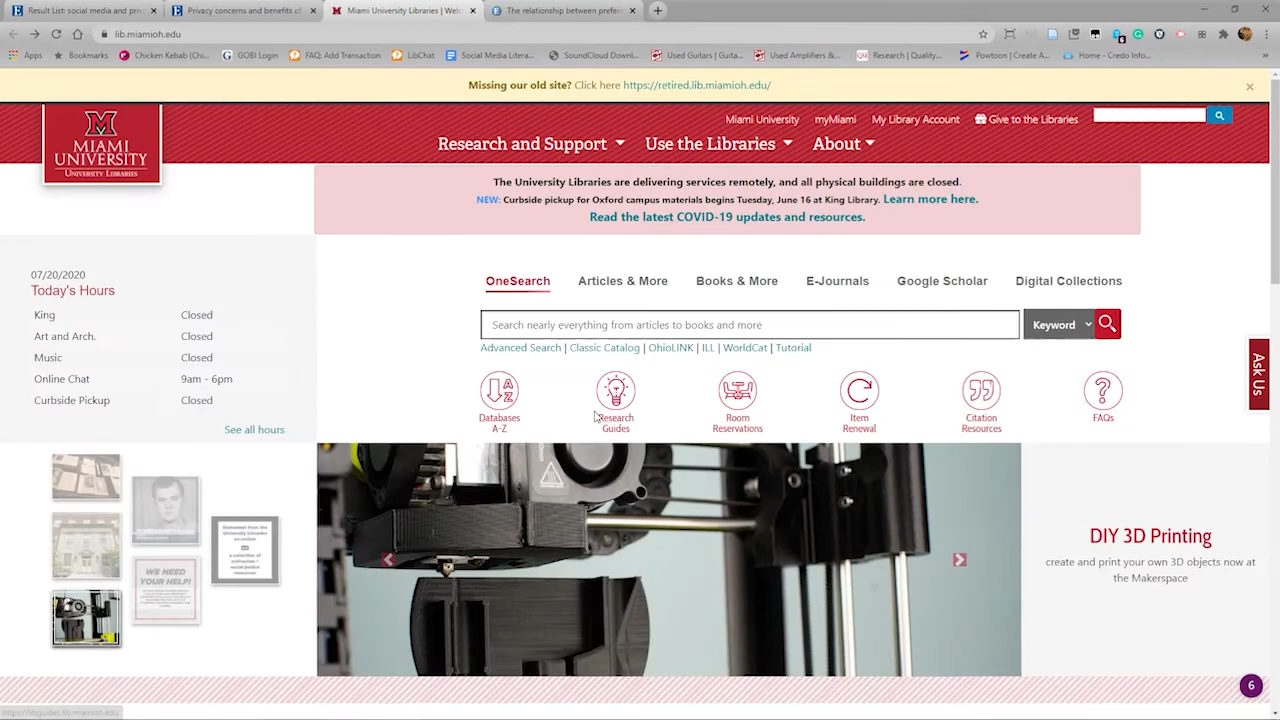 Result List: social media and pri
Privacy concerns and benefits of
Miami University Libraries | Welc
The relationship between prefer
lib.miamioh.edu
Apps
Bookmarks
Chicken Kebab (Chi...
GOBI Login
FAQ: Add Transaction
LibChat
Social Media Litera...
SoundCloud Downl...
Used Guitars | Guita...
Used Amplifiers &...
Research | Quality...
Powtoon | Create A...
Home - Credo Info...
Missing our old site? Click here https://retired.lib.miamioh.edu/
MIAMI
UNIVERSITY
UNIVERSITY LIBRARIES
Miami University
myMiami
My Library Account
Give to the Libraries
Research and Support
Use the Libraries
About
The University Libraries are delivering services remotely, and all physical buildings are closed.
NEW: Curbside pickup for Oxford campus materials begins Tuesday, June 16 at King Library. Learn more here.
Read the latest COVID-19 updates and resources.
07/20/2020
Today's Hours
King Closed
Art and Arch. Closed
Music Closed
Online Chat 9am - 6pm
Curbside Pickup Closed
See all hours
OneSearch
Articles & More
Books & More
E-Journals
Google Scholar
Digital Collections
Search nearly everything from articles to books and more
Keyword
Advanced Search | Classic Catalog | OhioLINK | ILL | WorldCat | Tutorial
Databases
A-Z
Research
Guides
Room
Reservations
Item
Renewal
Citation
Resources
FAQs
Ask Us
WE NEED
YOUR HELP!
DIY 3D Printing
create and print your own 3D objects now at
the Makerspace
6
https://libguides.lib.miamioh.edu